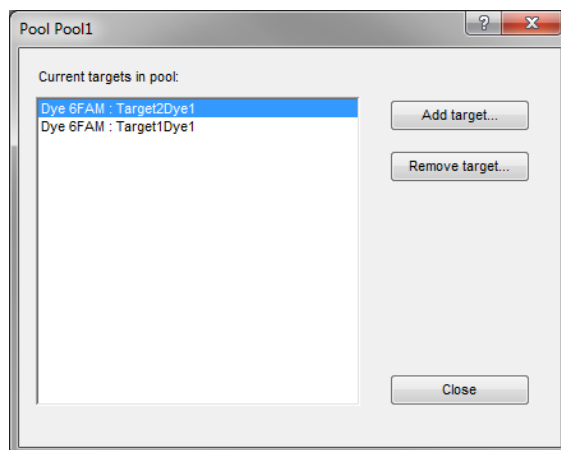 Pool Pool1
?
Current targets in pool:
Dye 6FAM : Target2Dye1
Dye 6FAM : Target1Dye1
Add target...
Remove target...
Close